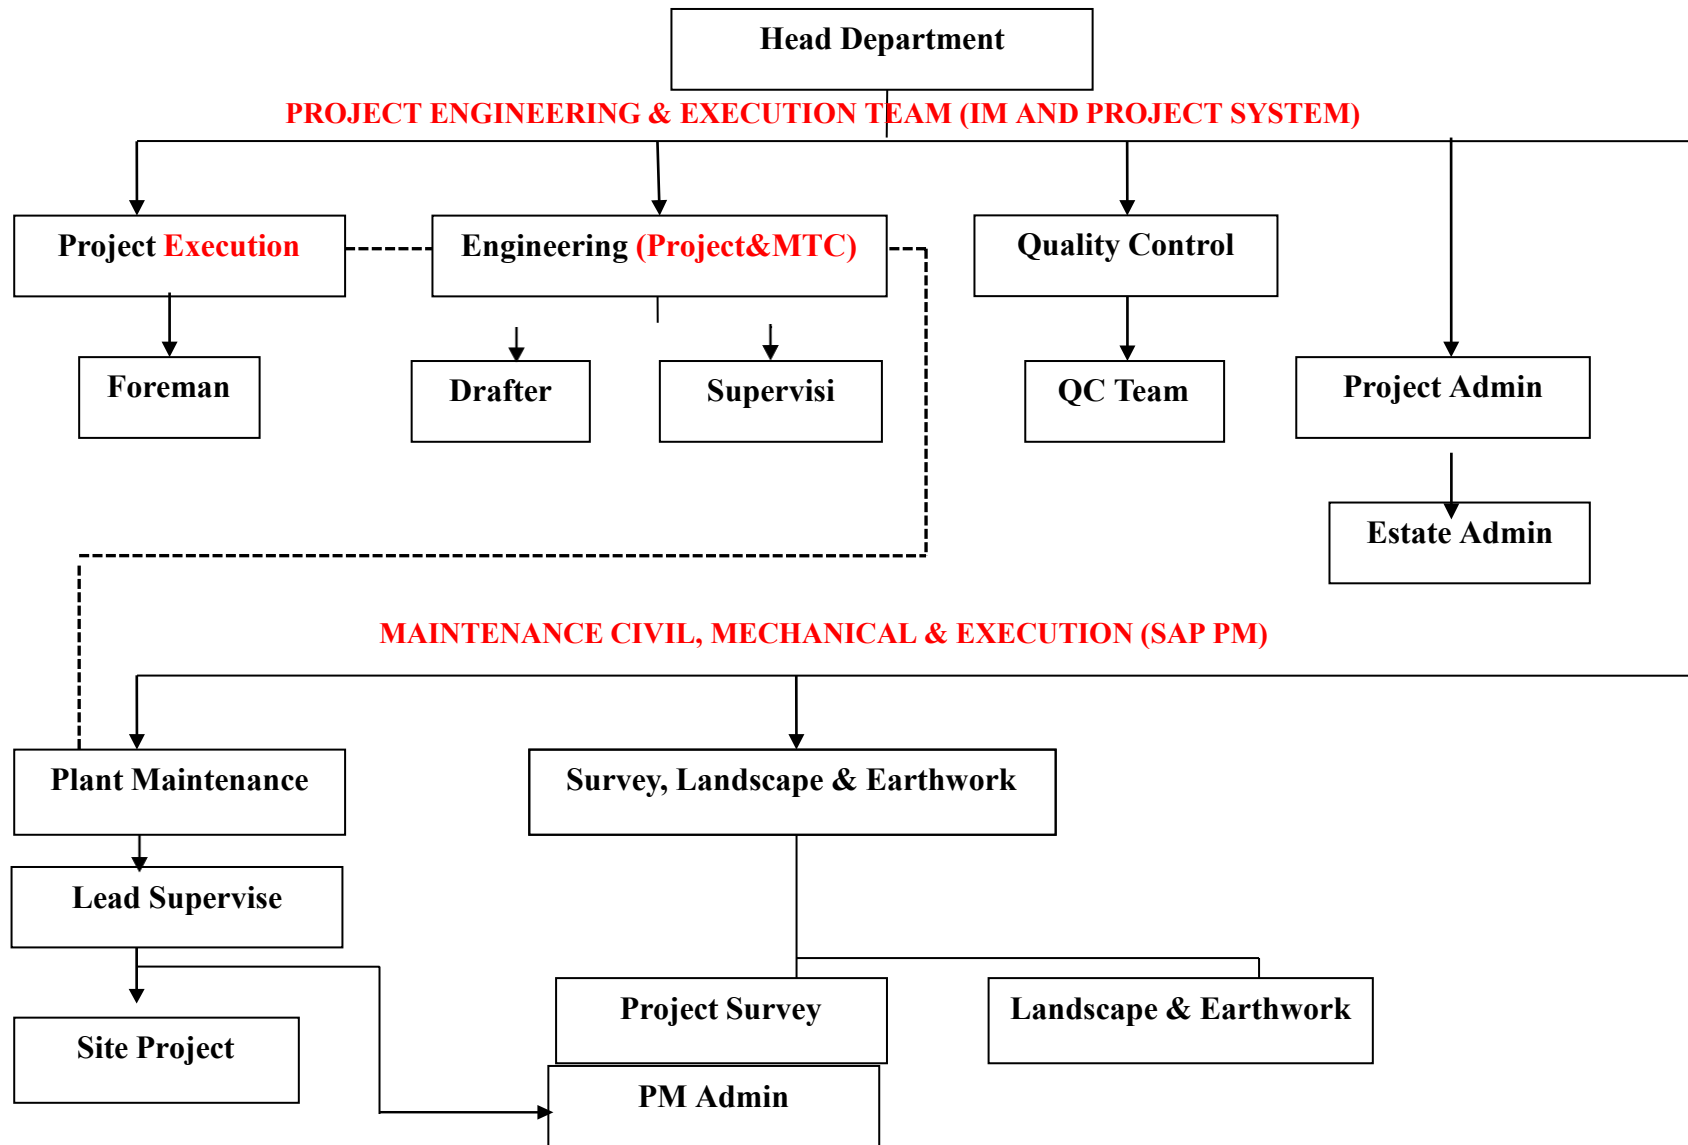 Head Department
PROJECT ENGINEERING & EXECUTION TEAM (IM AND PROJECT SYSTEM)
Project Execution
Engineering (Project&MTC)
Quality Control
Foreman
Drafter
Supervisi
QC Team
Project Admin
Estate Admin
MAINTENANCE CIVIL, MECHANICAL & EXECUTION (SAP PM)
Plant Maintenance
Survey, Landscape & Earthwork
Lead Supervise
Project Survey
Landscape & Earthwork
Site Project
PM Admin